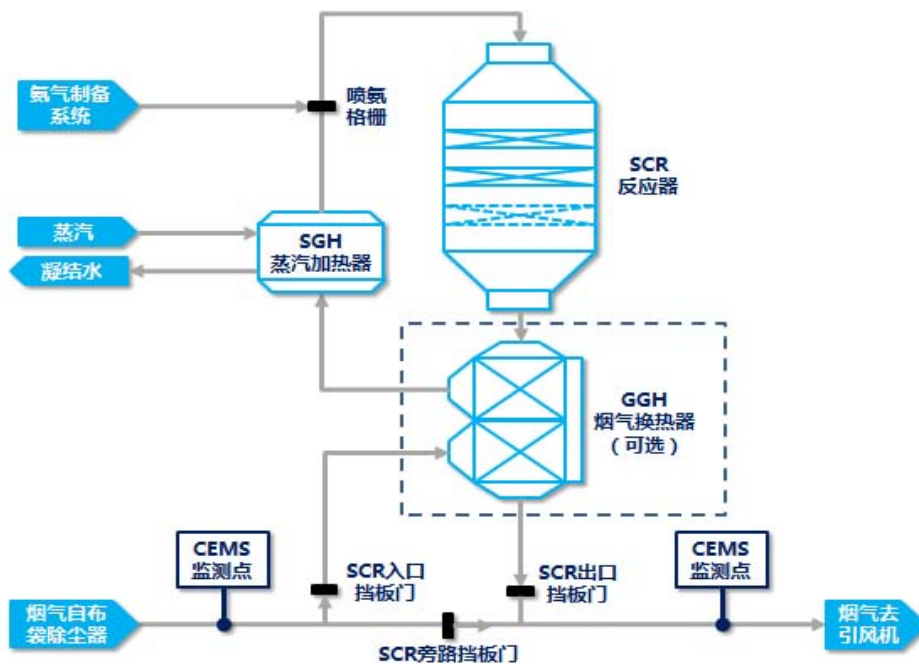 氨气制备
系统
喷氨
格栅
SCR
反应器
蒸汽
SGH
蒸汽加热器
凝结水
GGH
烟气换热器
（可选）
CEMS
监测点
SCR入口
挡板门
SCR出口
挡板门
CEMS
监测点
烟气自布
袋除尘器
SCR旁路挡板门
烟气去
引风机